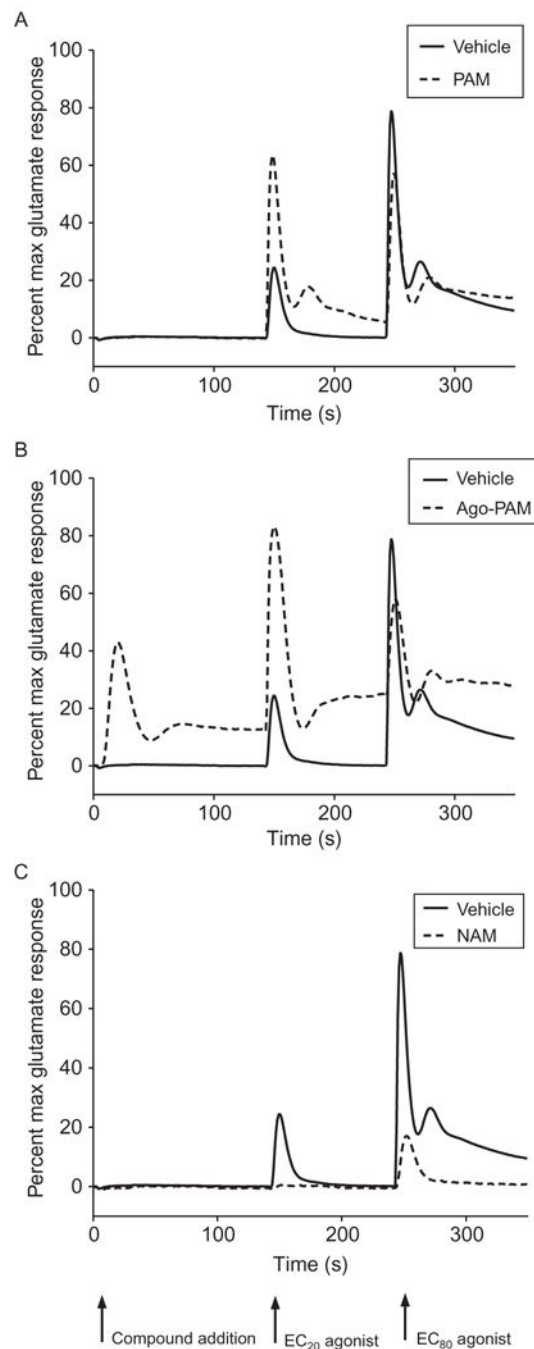 A
Vehicle
PAM
100
80
60
40
20
0
Percent max glutamate response
0 100 200 300
Time (s)
B
Vehicle
Ago-PAM
100
80
60
40
20
0
Percent max glutamate response
0 100 200 300
Time (s)
C
Vehicle
NAM
100
80
60
40
20
0
Percent max glutamate response
0 100 200 300
Time (s)
Compound addition EC20 agonist EC80 agonist